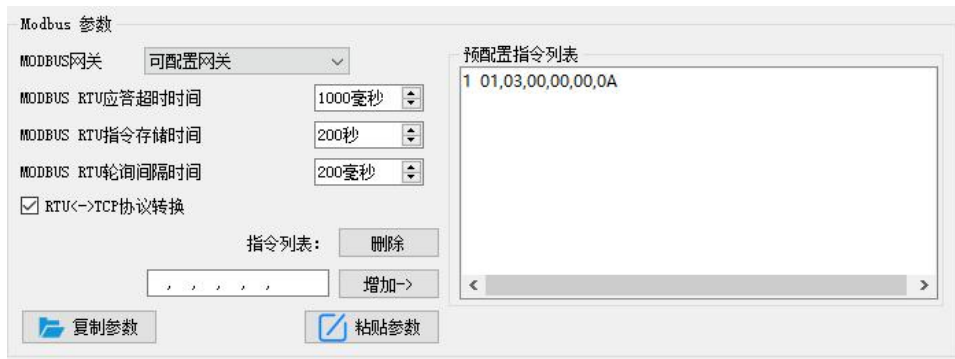 Modbus 参数
MODBUS网关 可配置网关
MODBUS RTU应答超时时间 1000毫秒
MODBUS RTU指令存储时间 200秒
MODBUS RTU轮询间隔时间 200毫秒
RTU<->TCP协议转换
指令列表: 删除
, , , , , 增加->
复制参数 粘贴参数
预配置指令列表
1 01,03,00,00,00,0A